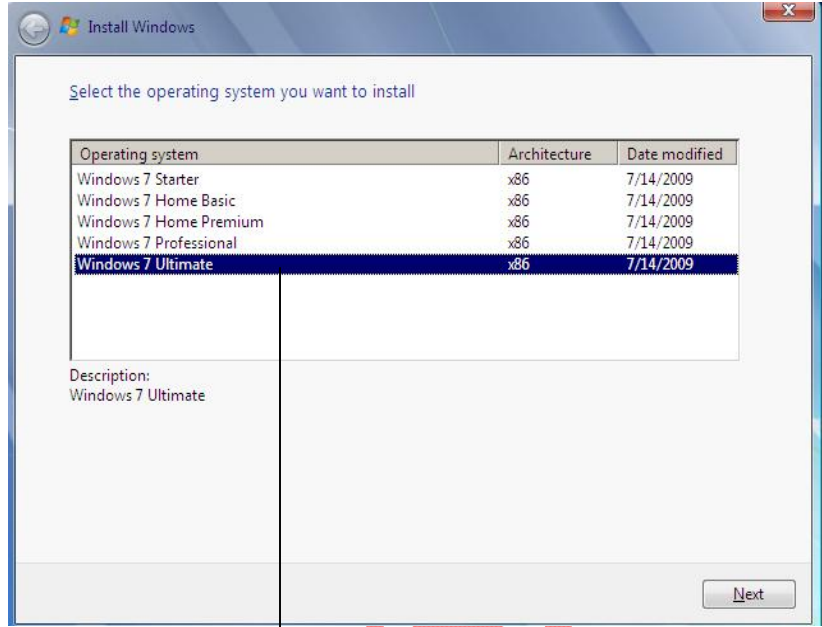 Install Windows
Select the operating system you want to install
Operating system Architecture Date modified
Windows 7 Starter x86 7/14/2009
Windows 7 Home Basic x86 7/14/2009
Windows 7 Home Premium x86 7/14/2009
Windows 7 Professional x86 7/14/2009
Windows 7 Ultimate x86 7/14/2009
Description:
Windows 7 Ultimate
Next